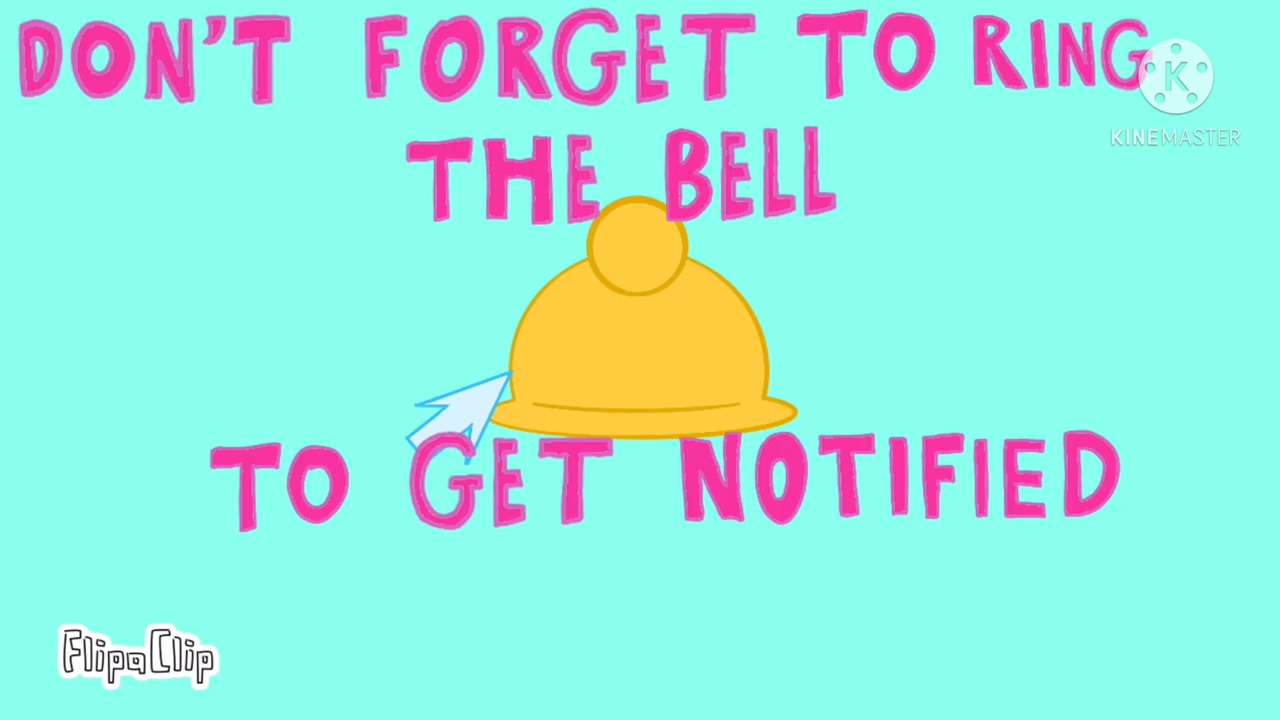 DON'T FORGET TO RING
K
KINEMASTER
THE BELL
TO GET NOTIFIED
FlipaClip